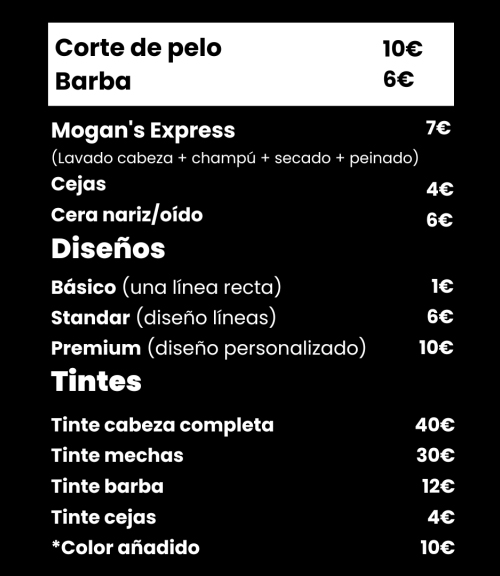 Corte de pelo 10€
Barba 6€
Mogan's Express 7€
(Lavado cabeza + champú + secado + peinado)
Cejas 4€
Cera nariz/oído 6€
Diseños
Básico (una línea recta) 1€
Standar (diseño líneas) 6€
Premium (diseño personalizado) 10€
Tintes
Tinte cabeza completa 40€
Tinte mechas 30€
Tinte barba 12€
Tinte cejas 4€
*Color añadido 10€